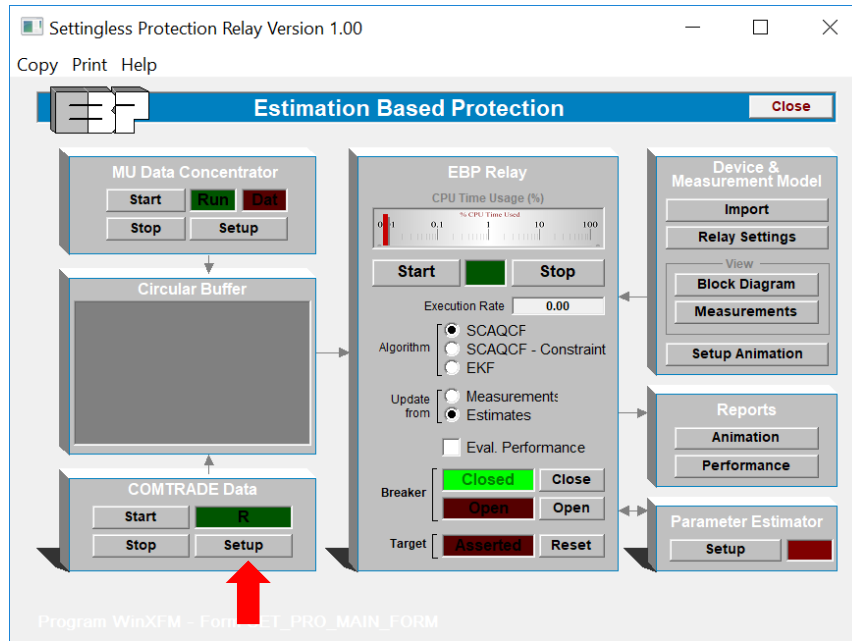 Settingless Protection Relay Version 1.00
Copy Print Help
EBP
Estimation Based Protection
Close
MU Data Concentrator
Start
Run
Dat
Stop
Setup
Circular Buffer
COMTRADE Data
Start
R
Stop
Setup
EBP Relay
CPU Time Usage (%)
% CPU Time Used
0.1 1 10 100
Start
Stop
Execution Rate 0.00
Algorithm
SCAQCF
SCAQCF - Constraint
EKF
Update from
Measurements
Estimates
Eval. Performance
Breaker
Closed
Close
Open
Open
Target
Asserted
Reset
Device &
Measurement Model
Import
Relay Settings
View
Block Diagram
Measurements
Setup Animation
Reports
Animation
Performance
Parameter Estimator
Setup
Program WinXFM - Form